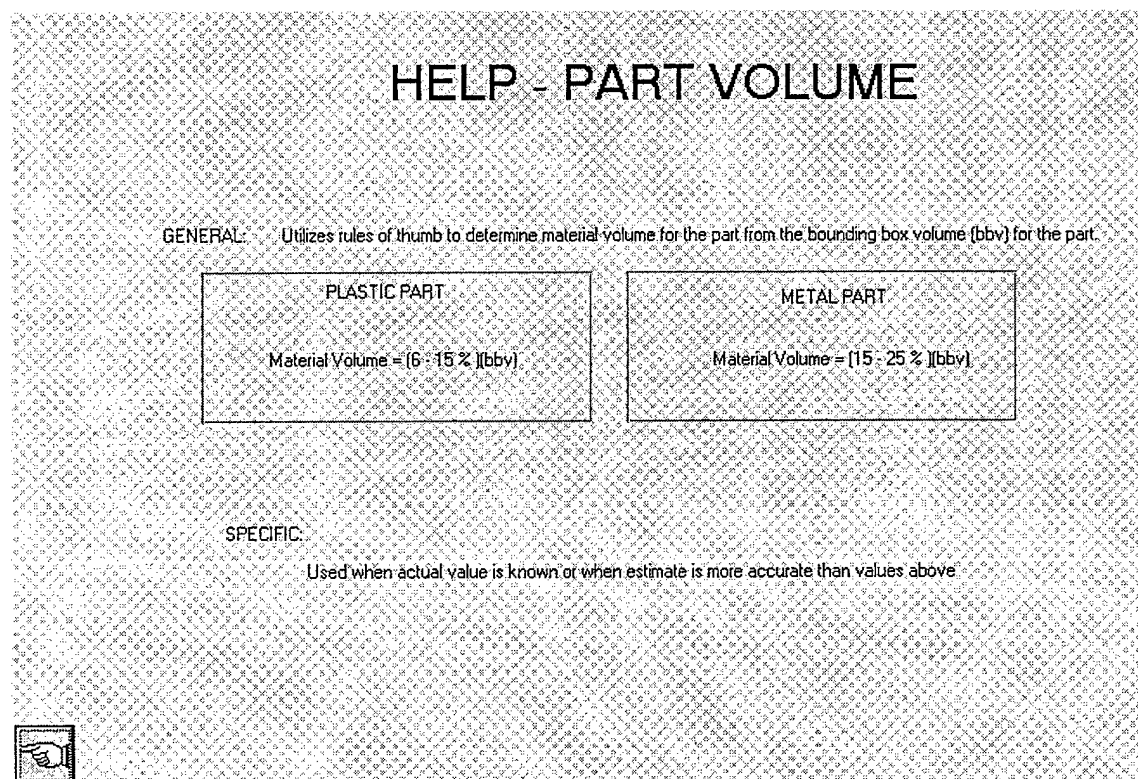 HELP - PART VOLUME
GENERAL: Utilizes rules of thumb to determine material volume for the part from the bounding box volume (bbv) for the part.
PLASTIC PART
Material Volume = (6 - 15 % )(bbv)
METAL PART
Material Volume = (15 - 25 % )(bbv)
SPECIFIC:
Used when actual value is known or when estimate is more accurate than values above